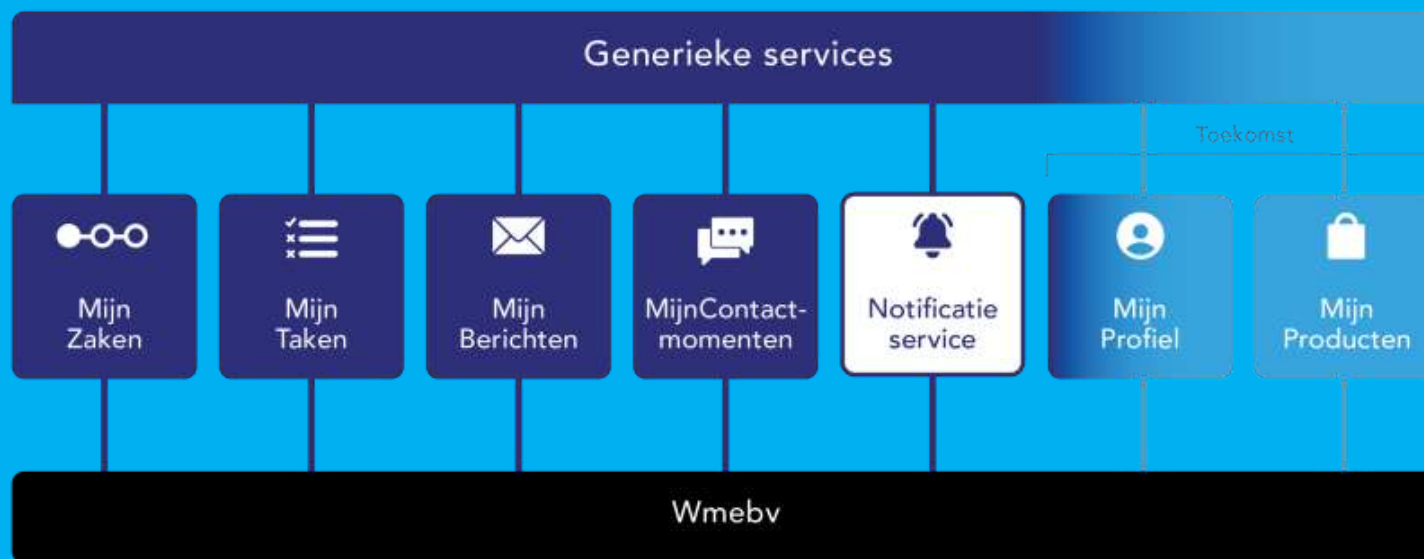 Generieke services
Toekomst
Mijn
Zaken
Mijn
Taken
Mijn
Berichten
MijnContact-
momenten
Notificatie
service
Mijn
Profiel
Mijn
Producten
Wmebv